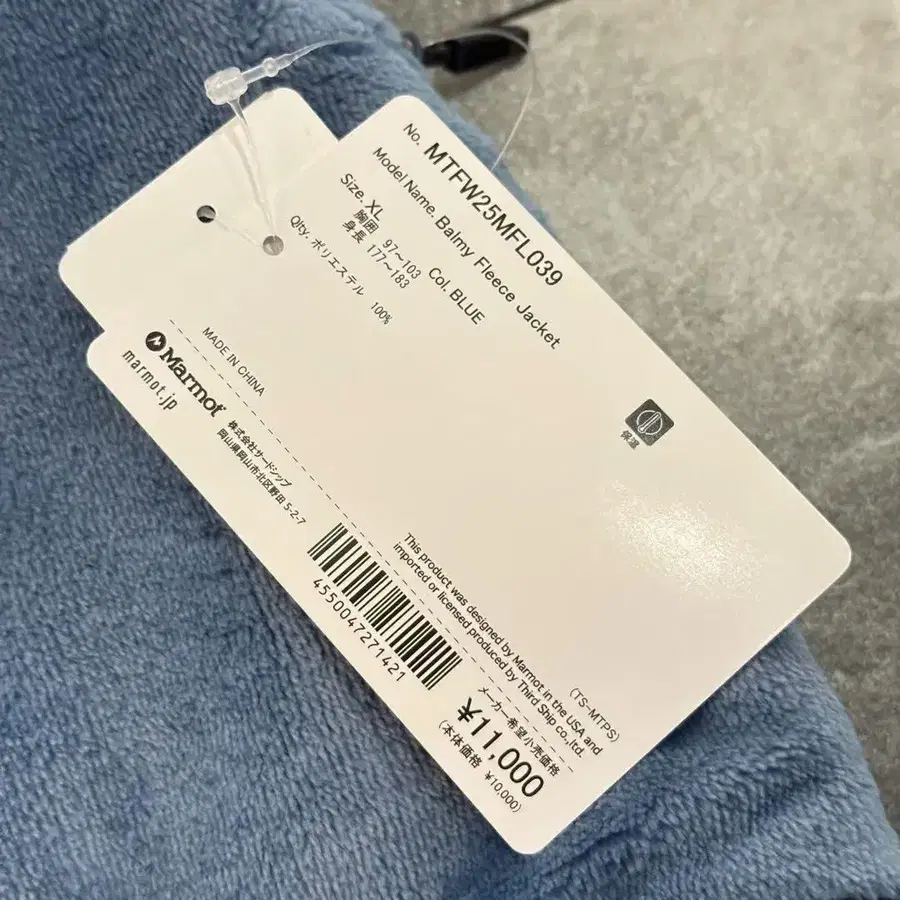 No. MTFW25MFL039
Model Name. Balmy Fleece Jacket
Size. XL Col. BLUE
胸囲 97~103
身長 177~183
Qlty. ポリエステル 100%
保温
MADE IN CHINA
Marmot
marmot.jp
株式会社サードシップ
岡山県岡山市北区野田 5-2-7
(TS-MTPS)
This product was designed by Marmot in the USA and
imported or licensed produced by Third Ship co.,ltd.
4550047271421
メーカー希望小売価格
¥11,000
(本体価格 ¥10,000)